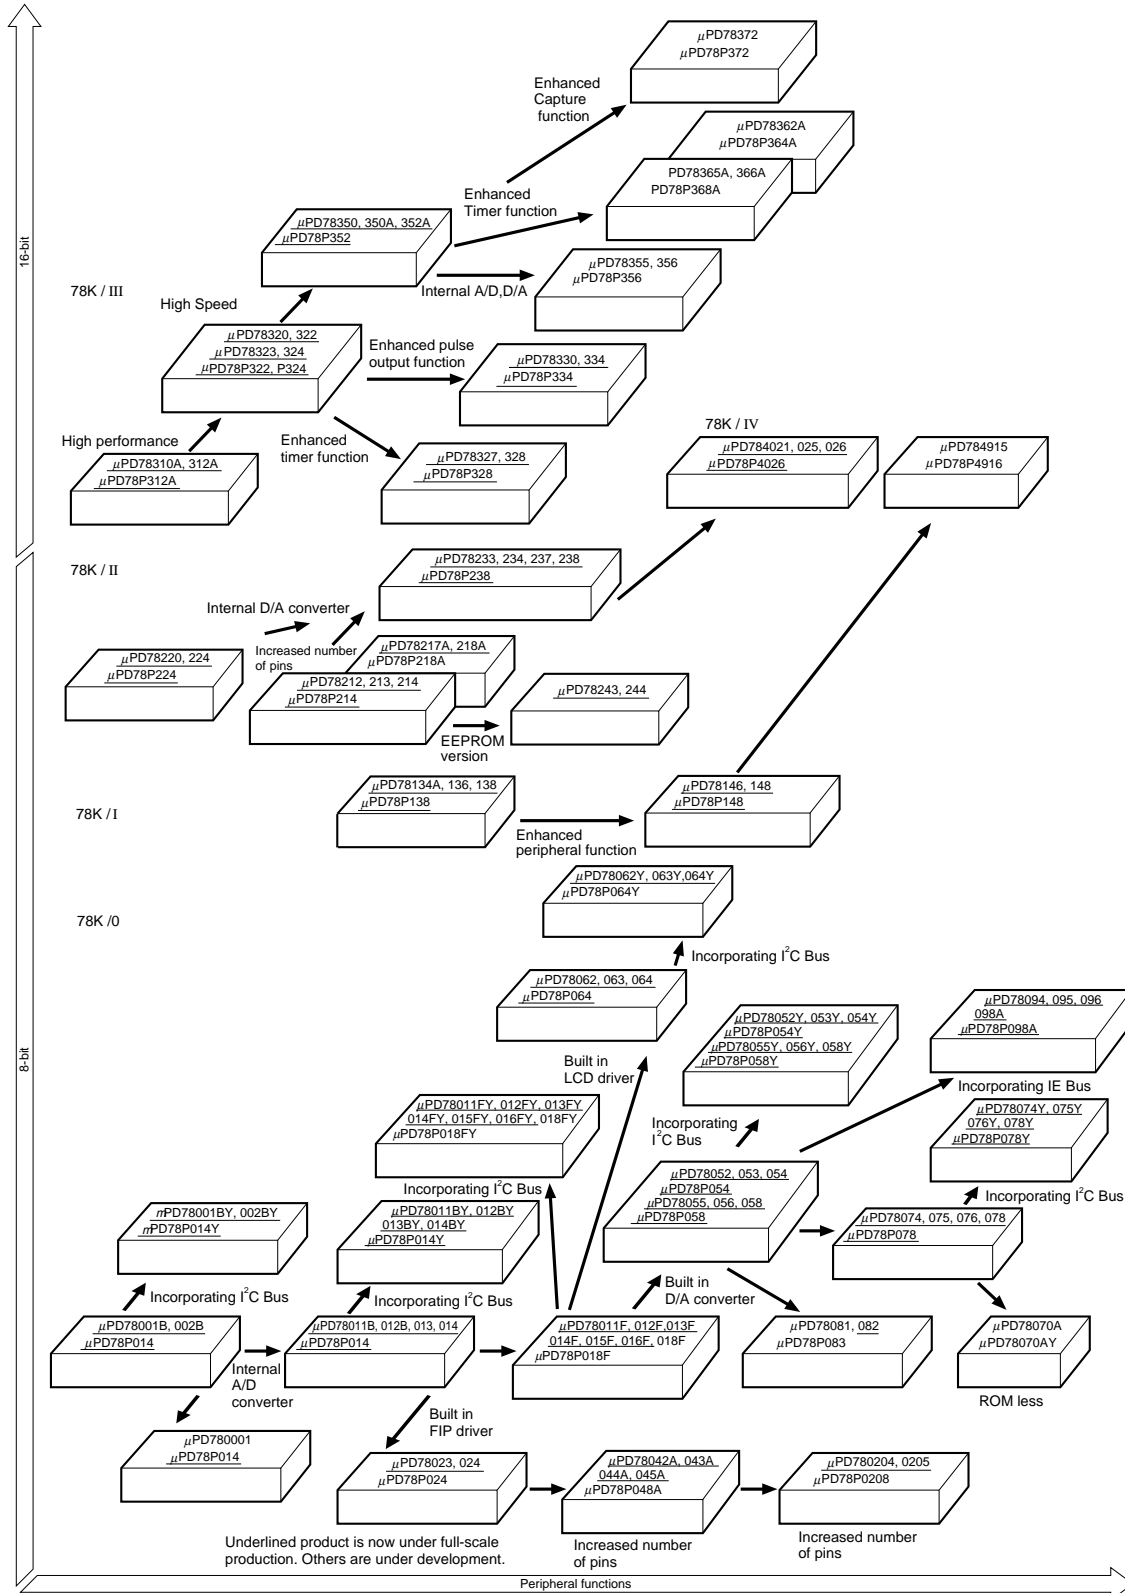 μPD78372
μPD78P372
Enhanced
Capture
function
μPD78362A
μPD78P364A
PD78365A, 366A
PD78P368A
Enhanced
Timer function
μPD78350, 350A, 352A
μPD78P352
16-bit
μPD78355, 356
μPD78P356
78K / III
Internal A/D,D/A
High Speed
μPD78320, 322
μPD78323, 324
μPD78P322, P324
Enhanced pulse
output function
μPD78330, 334
μPD78P334
78K / IV
High performance
Enhanced
timer function
μPD78310A, 312A
μPD78P312A
μPD78327, 328
μPD78P328
μPD784021, 025, 026
μPD78P4026
μPD784915
μPD78P4916
78K / II
μPD78233, 234, 237, 238
μPD78P238
Internal D/A converter
Increased number
of pins
μPD78220, 224
μPD78P224
μPD78217A, 218A
μPD78P218A
μPD78212, 213, 214
μPD78P214
μPD78243, 244
EEPROM
version
78K / I
μPD78134A, 136, 138
μPD78P138
μPD78146, 148
μPD78P148
Enhanced
peripheral function
μPD78062Y, 063Y,064Y
μPD78P064Y
78K /0
Incorporating I²C Bus
μPD78062, 063, 064
μPD78P064
μPD78052Y, 053Y, 054Y
μPD78P054Y
μPD78055Y, 056Y, 058Y
μPD78P058Y
μPD78094, 095, 096
098A
μPD78P098A
8-bit
Built in
LCD driver
Incorporating IE Bus
μPD78011FY, 012FY, 013FY
014FY, 015FY, 016FY, 018FY
μPD78P018FY
Incorporating
I²C Bus
μPD78074Y, 075Y
076Y, 078Y
μPD78P078Y
μPD78052, 053, 054
μPD78P054
μPD78055, 056, 058
μPD78P058
Incorporating I²C Bus
Incorporating I²C Bus
mPD78001BY, 002BY
mPD78P014Y
μPD78011BY, 012BY
013BY, 014BY
μPD78P014Y
μPD78074, 075, 076, 078
μPD78P078
Incorporating I²C Bus
Incorporating I²C Bus
Built in
D/A converter
μPD78001B, 002B
μPD78P014
μPD78011B, 012B, 013, 014
μPD78P014
μPD78011F, 012F,013F
014F, 015F, 016F, 018F
μPD78P018F
μPD78081, 082
μPD78P083
μPD78070A
μPD78070AY
Internal
A/D
converter
ROM less
Built in
FIP driver
μPD780001
μPD78P014
μPD78023, 024
μPD78P024
μPD78042A, 043A
044A, 045A
μPD78P048A
μPD780204, 0205
μPD78P0208
Underlined product is now under full-scale
production. Others are under development.
Increased number
of pins
Increased number
of pins
Peripheral functions